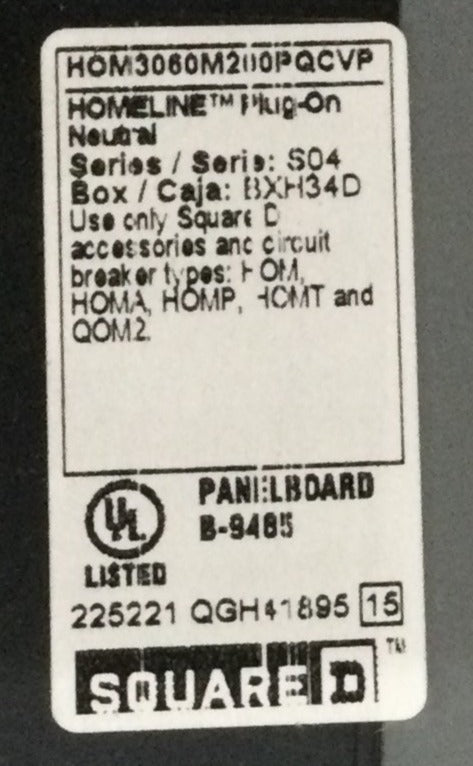 HOM3060M200PQCVP
HOMELINE™ Plug-On
Neutral
Series / Serie: S04
Box / Caja: BXH34D
Use only Square D
accessories and circuit
breaker types: HOM,
HOMA, HOMP, HOMT and
QOM2.
UL
LISTED
PANELBOARD
B-9485
225221 QGH41895 15
SQUARE D ™